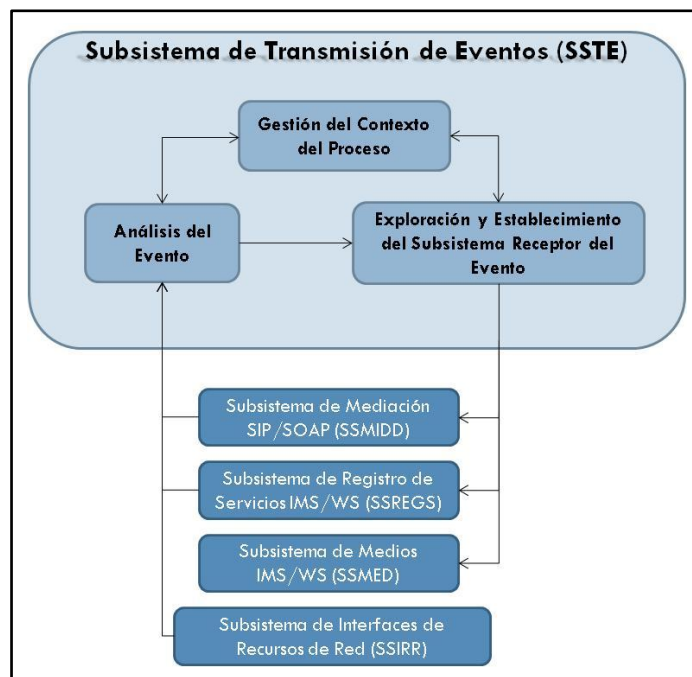 Subsistema de Transmisión de Eventos (SSTE)
Gestión del Contexto
del Proceso
Análisis del
Evento
Exploración y Establecimiento
del Subsistema Receptor del
Evento
Subsistema de Mediación
SIP/SOAP (SSMIDD)
Subsistema de Registro de
Servicios IMS/WS (SSREGS)
Subsistema de Medios
IMS/WS (SSMED)
Subsistema de Interfaces de
Recursos de Red (SSIRR)